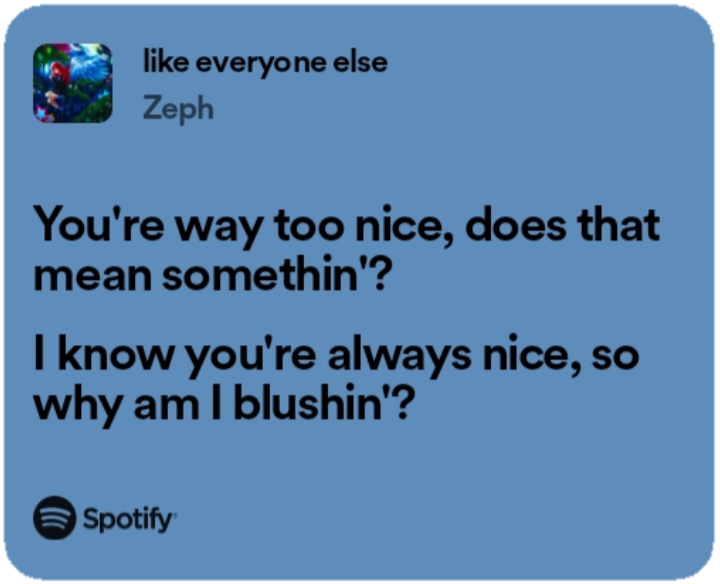 like everyone else
Zeph
You're way too nice, does that
mean somethin'?
I know you're always nice, so
why am I blushin'?
Spotify